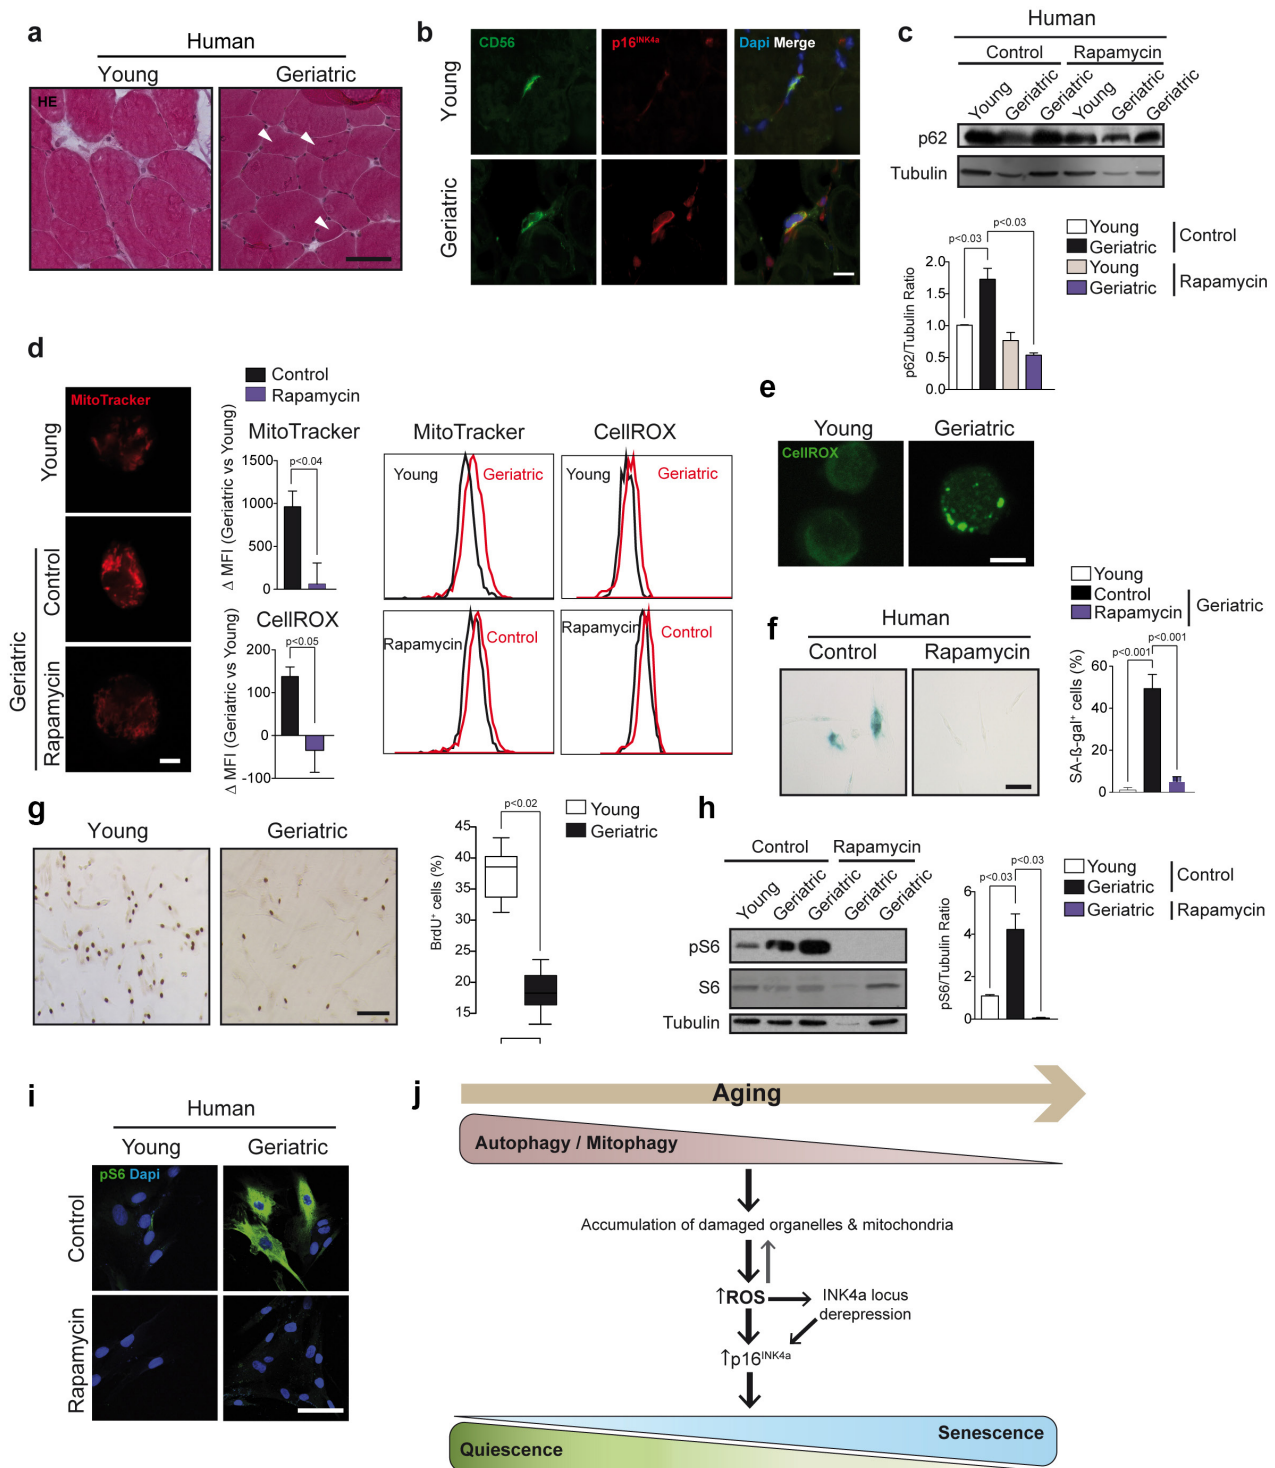 a
Human
Young
Geriatric
HE
b
CD56
p16INK4a
Dapi Merge
Young
Geriatric
c
Human
Control
Rapamycin
Young
Geriatric
Geriatric
Young
Geriatric
Geriatric
p62
Tubulin
Young
Geriatric
Control
Young
Geriatric
Rapamycin
p<0.03
p<0.03
p62/Tubulin Ratio
2.0
1.5
1.0
0.5
0.0
d
MitoTracker
Young
Geriatric
Control
Rapamycin
Control
Rapamycin
MitoTracker
Δ MFI (Geriatric vs Young)
1500
1000
500
0
p<0.04
CellROX
Δ MFI (Geriatric vs Young)
200
100
0
-100
p<0.05
MitoTracker
CellROX
Young
Geriatric
Young
Geriatric
Rapamycin
Control
Rapamycin
Control
e
Young
Geriatric
CellROX
f
Human
Control
Rapamycin
Young
Control
Rapamycin
Geriatric
p<0.001
p<0.001
SA-ß-gal+ cells (%)
60
40
20
0
g
Young
Geriatric
Young
Geriatric
p<0.02
BrdU+ cells (%)
45
40
35
30
25
20
15
h
Control
Rapamycin
Young
Geriatric
Geriatric
Geriatric
Geriatric
pS6
S6
Tubulin
Young
Geriatric
Control
Geriatric
Rapamycin
p<0.03
p<0.03
pS6/Tubulin Ratio
6
4
2
0
i
Human
Young
Geriatric
pS6 Dapi
Control
Rapamycin
j
Aging
Autophagy / Mitophagy
Accumulation of damaged organelles & mitochondria
↑ROS
INK4a locus
derepression
↑p16INK4a
Senescence
Quiescence